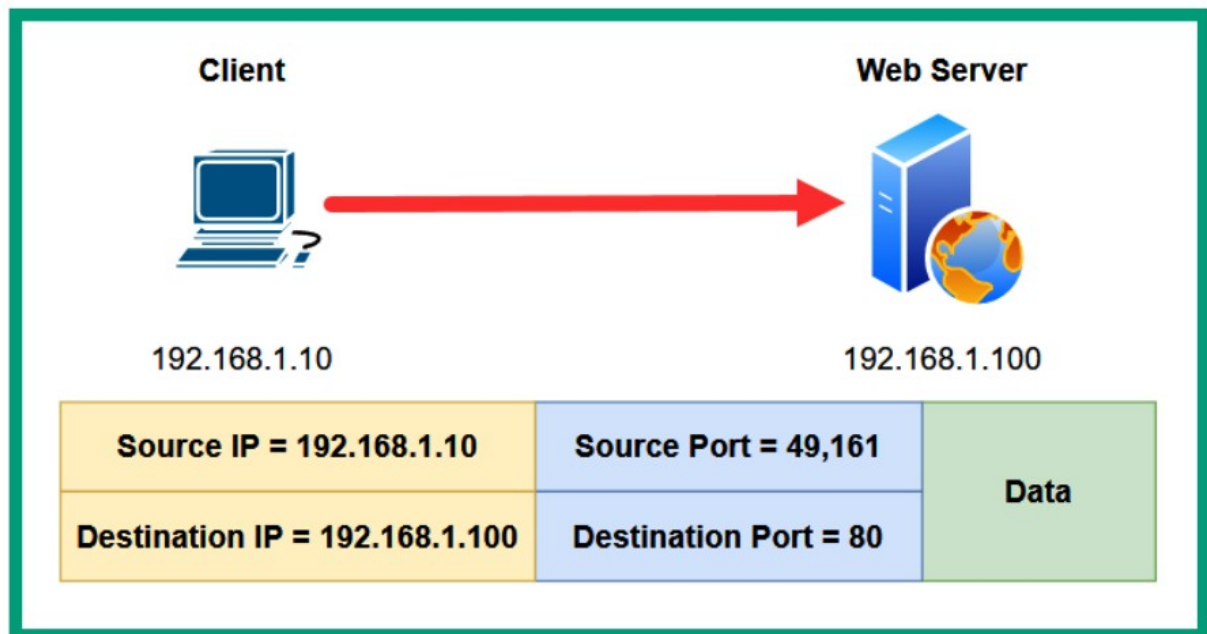 Client
Web Server
192.168.1.10
192.168.1.100
Source IP = 192.168.1.10
Source Port = 49,161
Data
Destination IP = 192.168.1.100
Destination Port = 80